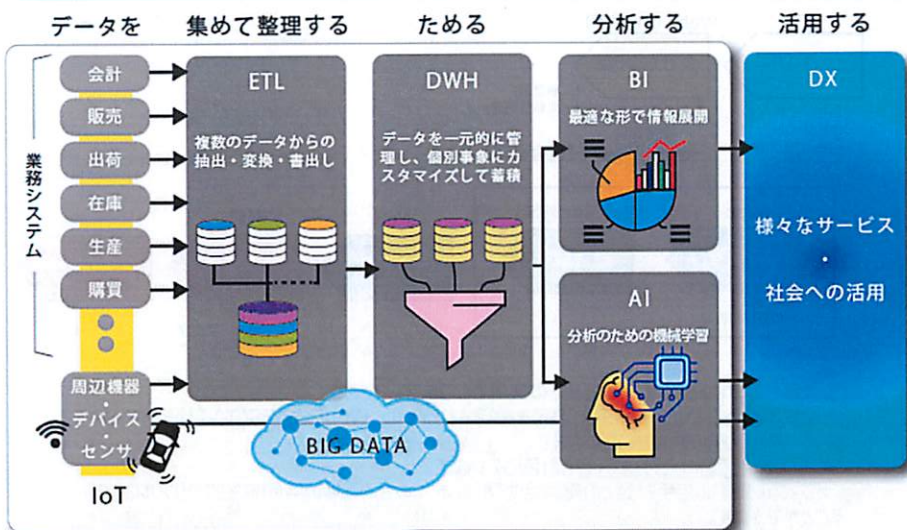 データを
集めて整理する
ためる
分析する
活用する
業務システム
会計
販売
出荷
在庫
生産
購買
周辺機器
・
デバイス
・
センサ
IoT
ETL
複数のデータからの
抽出・変換・書出し
DWH
データを一元的に管
理し、個別事象にカ
スタマイズして蓄積
BIG DATA
BI
最適な形で情報展開
AI
分析のための機械学習
DX
様々なサービス
・
社会への活用